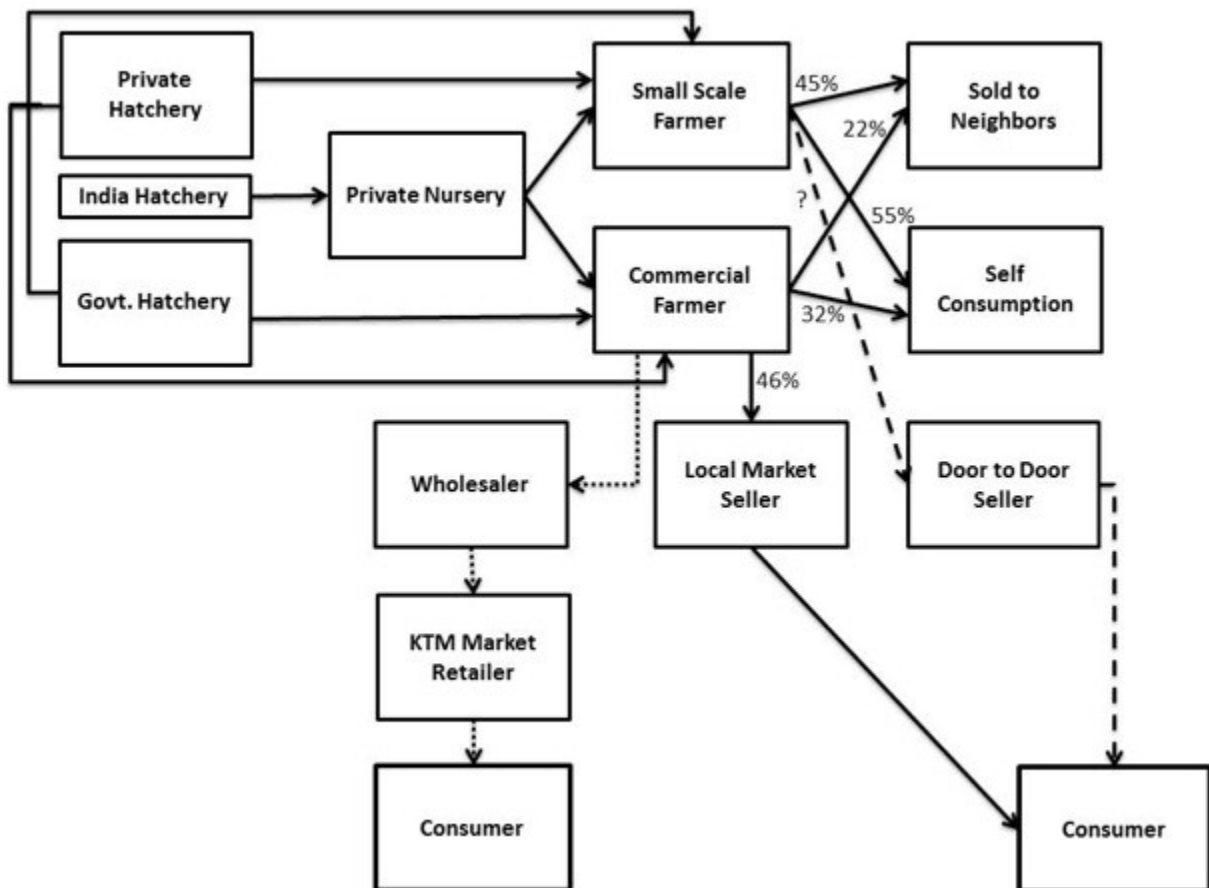 Private
Hatchery
Small Scale
Farmer
45%
Sold to
Neighbors
22%
India Hatchery
Private Nursery
?
55%
Govt. Hatchery
Commercial
Farmer
32%
Self
Consumption
46%
Wholesaler
Local Market
Seller
Door to Door
Seller
KTM Market
Retailer
Consumer
Consumer